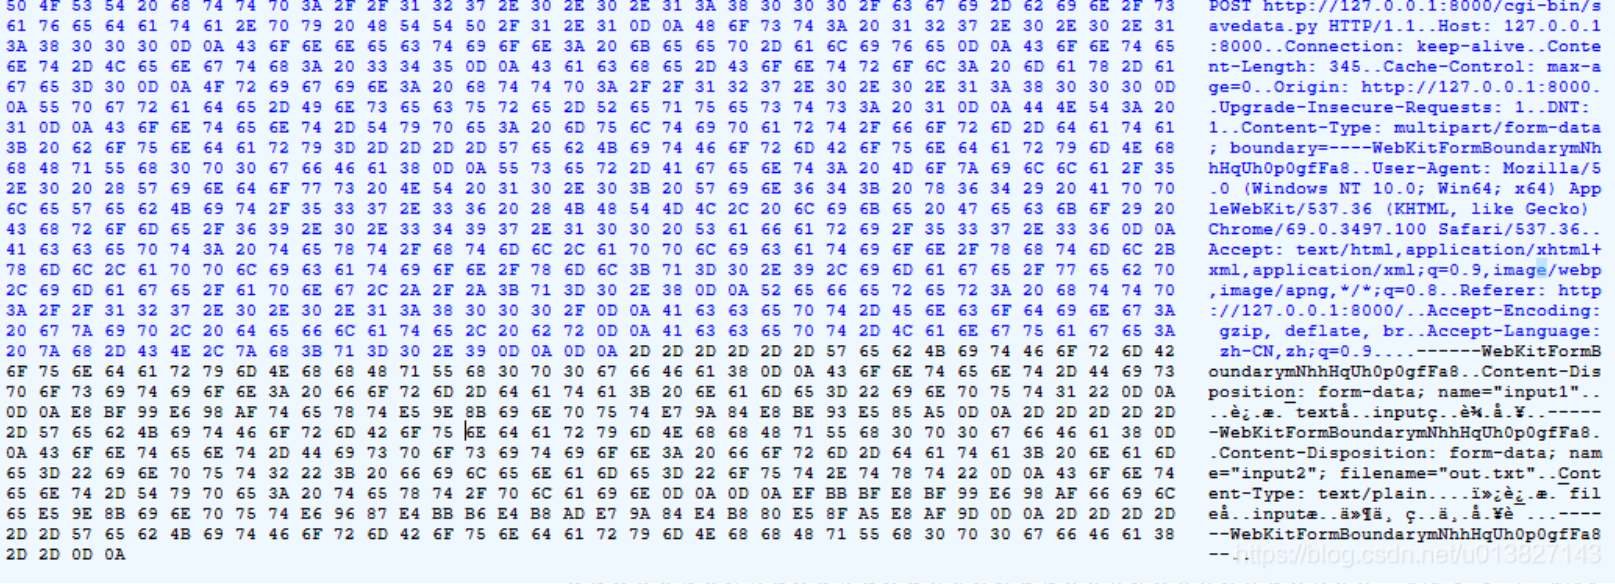 50 4F 53 54 20 68 74 74 70 3A 2F 2F 31 32 37 2E 30 2E 30 2E 31 3A 38 30 30 30 2F 63 67 69 2D 62 69 6E 2F 73 POST http://127.0.0.1:8000/cgi-bin/s
61 76 65 64 61 74 61 2E 70 79 20 48 54 54 50 2F 31 2E 31 0D 0A 48 6F 73 74 3A 20 31 32 37 2E 30 2E 30 2E 31 avedata.py HTTP/1.1..Host: 127.0.0.1
3A 38 30 30 30 0D 0A 43 6F 6E 6E 65 63 74 69 6F 6E 3A 20 6B 65 65 70 2D 61 6C 69 76 65 0D 0A 43 6F 6E 74 65 :8000..Connection: keep-alive..Conte
6E 74 2D 4C 65 6E 67 74 68 3A 20 33 34 35 0D 0A 43 61 63 68 65 2D 43 6F 6E 74 72 6F 6C 3A 20 6D 61 78 2D 61 nt-Length: 345..Cache-Control: max-a
67 65 3D 30 0D 0A 4F 72 69 67 69 6E 3A 20 68 74 74 70 3A 2F 2F 31 32 37 2E 30 2E 30 2E 31 3A 38 30 30 30 0D ge=0..Origin: http://127.0.0.1:8000.
0A 55 70 67 72 61 64 65 2D 49 6E 73 65 63 75 72 65 2D 52 65 71 75 65 73 74 73 3A 20 31 0D 0A 44 4E 54 3A 20 .Upgrade-Insecure-Requests: 1..DNT:
31 0D 0A 43 6F 6E 74 65 6E 74 2D 54 79 70 65 3A 20 6D 75 6C 74 69 70 61 72 74 2F 66 6F 72 6D 2D 64 61 74 61 1..Content-Type: multipart/form-data
3B 20 62 6F 75 6E 64 61 72 79 3D 2D 2D 2D 2D 57 65 62 4B 69 74 46 6F 72 6D 42 6F 75 6E 64 61 72 79 6D 4E 68 ; boundary=----WebKitFormBoundarymNh
68 48 71 55 68 30 70 30 67 66 46 61 38 0D 0A 55 73 65 72 2D 41 67 65 6E 74 3A 20 4D 6F 7A 69 6C 6C 61 2F 35 hHqUh0p0gfFa8..User-Agent: Mozilla/5
2E 30 20 28 57 69 6E 64 6F 77 73 20 4E 54 20 31 30 2E 30 3B 20 57 69 6E 36 34 3B 20 78 36 34 29 20 41 70 70 .0 (Windows NT 10.0; Win64; x64) App
6C 65 57 65 62 4B 69 74 2F 35 33 37 2E 33 36 20 28 4B 48 54 4D 4C 2C 20 6C 69 6B 65 20 47 65 63 6B 6F 29 20 leWebKit/537.36 (KHTML, like Gecko)
43 68 72 6F 6D 65 2F 36 39 2E 30 2E 33 34 39 37 2E 31 30 30 20 53 61 66 61 72 69 2F 35 33 37 2E 33 36 0D 0A Chrome/69.0.3497.100 Safari/537.36..
41 63 63 65 70 74 3A 20 74 65 78 74 2F 68 74 6D 6C 2C 61 70 70 6C 69 63 61 74 69 6F 6E 2F 78 68 74 6D 6C 2B Accept: text/html,application/xhtml+
78 6D 6C 2C 61 70 70 6C 69 63 61 74 69 6F 6E 2F 78 6D 6C 3B 71 3D 30 2E 39 2C 69 6D 61 67 65 2F 77 65 62 70 xml,application/xml;q=0.9,image/webp
2C 69 6D 61 67 65 2F 61 70 6E 67 2C 2A 2F 2A 3B 71 3D 30 2E 38 0D 0A 52 65 66 65 72 65 72 3A 20 68 74 74 70 ,image/apng,*/*;q=0.8..Referer: http
3A 2F 2F 31 32 37 2E 30 2E 30 2E 31 3A 38 30 30 30 2F 0D 0A 41 63 63 65 70 74 2D 45 6E 63 6F 64 69 6E 67 3A ://127.0.0.1:8000/..Accept-Encoding:
20 67 7A 69 70 2C 20 64 65 66 6C 61 74 65 2C 20 62 72 0D 0A 41 63 63 65 70 74 2D 4C 61 6E 67 75 61 67 65 3A gzip, deflate, br..Accept-Language:
20 7A 68 2D 43 4E 2C 7A 68 3B 71 3D 30 2E 39 0D 0A 0D 0A 2D 2D 2D 2D 2D 2D 57 65 62 4B 69 74 46 6F 72 6D 42 zh-CN,zh;q=0.9....------WebKitFormB
6F 75 6E 64 61 72 79 6D 4E 68 68 48 71 55 68 30 70 30 67 66 46 61 38 0D 0A 43 6F 6E 74 65 6E 74 2D 44 69 73 oundarymNhhHqUh0p0gfFa8..Content-Dis
70 6F 73 69 74 69 6F 6E 3A 20 66 6F 72 6D 2D 64 61 74 61 3B 20 6E 61 6D 65 3D 22 69 6E 70 75 74 31 22 0D 0A position: form-data; name="input1"..
0D 0A E8 BF 99 E6 98 AF 74 65 78 74 E5 9E 8B 69 6E 70 75 74 E7 9A 84 E8 BE 93 E5 85 A5 0D 0A 2D 2D 2D 2D 2D ..è¿.æ.¯textå..inputç..è¾.å.¥..-----
2D 57 65 62 4B 69 74 46 6F 72 6D 42 6F 75 6E 64 61 72 79 6D 4E 68 68 48 71 55 68 30 70 30 67 66 46 61 38 0D -WebKitFormBoundarymNhhHqUh0p0gfFa8.
0A 43 6F 6E 74 65 6E 74 2D 44 69 73 70 6F 73 69 74 69 6F 6E 3A 20 66 6F 72 6D 2D 64 61 74 61 3B 20 6E 61 6D .Content-Disposition: form-data; nam
65 3D 22 69 6E 70 75 74 32 22 3B 20 66 69 6C 65 6E 61 6D 65 3D 22 6F 75 74 2E 74 78 74 22 0D 0A 43 6F 6E 74 e="input2"; filename="out.txt"..Cont
65 6E 74 2D 54 79 70 65 3A 20 74 65 78 74 2F 70 6C 61 69 6E 0D 0A 0D 0A EF BB BF E8 BF 99 E6 98 AF 66 69 6C ent-Type: text/plain....ï»¿è¿.æ.¯fil
65 E5 9E 8B 69 6E 70 75 74 E6 96 87 E4 BB B6 E4 B8 AD E7 9A 84 E4 B8 80 E5 8F A5 E8 AF 9D 0D 0A 2D 2D 2D 2D eå..inputæ..ä»¶ä¸­ç..ä¸.å.¥è¯...----
2D 2D 57 65 62 4B 69 74 46 6F 72 6D 42 6F 75 6E 64 61 72 79 6D 4E 68 68 48 71 55 68 30 70 30 67 66 46 61 38 --WebKitFormBoundarymNhhHqUh0p0gfFa8
2D 2D 0D 0A --..
https://blog.csdn.net/u013827143